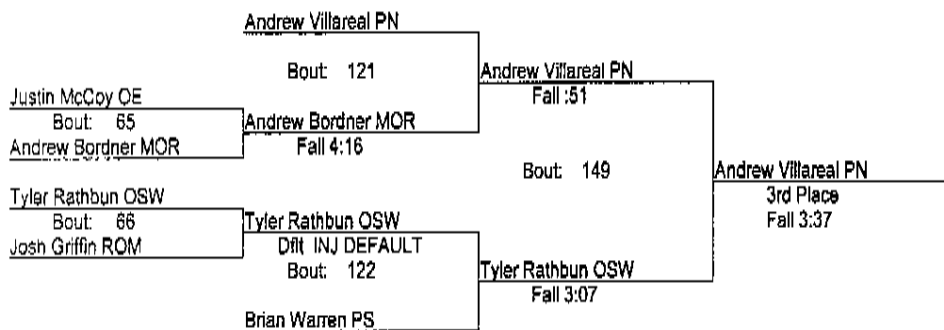 Andrew Villareal PN
Bout: 121
Andrew Villareal PN
Fall :51
Justin McCoy OE
Bout: 65
Andrew Bordner MOR
Andrew Bordner MOR
Fall 4:16
Bout: 149
Andrew Villareal PN
3rd Place
Fall 3:37
Tyler Rathbun OSW
Bout: 66
Josh Griffin ROM
Tyler Rathbun OSW
Dflt INJ DEFAULT
Bout: 122
Tyler Rathbun OSW
Fall 3:07
Brian Warren PS